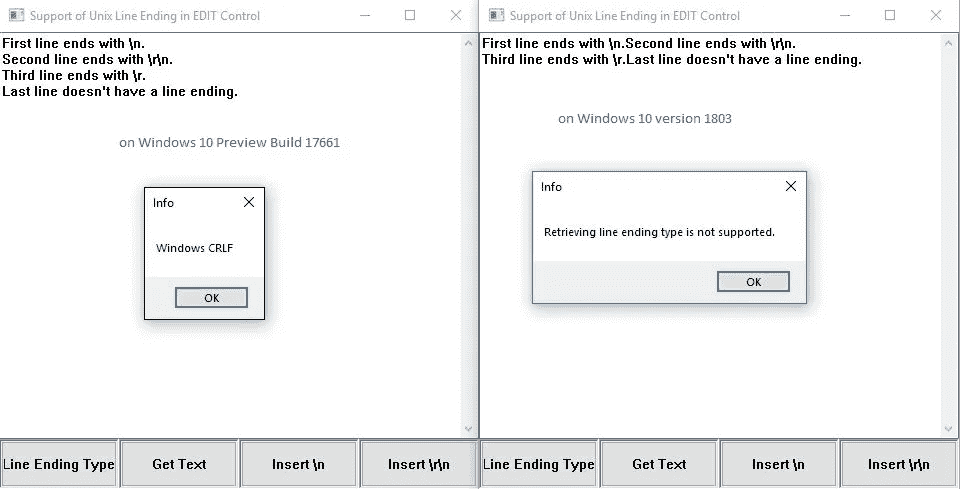 Support of Unix Line Ending in EDIT Control
First line ends with \n.
Second line ends with \r\n.
Third line ends with \r.
Last line doesn't have a line ending.
on Windows 10 Preview Build 17661
Info
Windows CRLF
OK
Line Ending Type
Get Text
Insert \n
Insert \r\n
Support of Unix Line Ending in EDIT Control
First line ends with \n.Second line ends with \r\n.
Third line ends with \r.Last line doesn't have a line ending.
on Windows 10 version 1803
Info
Retrieving line ending type is not supported.
OK
Line Ending Type
Get Text
Insert \n
Insert \r\n